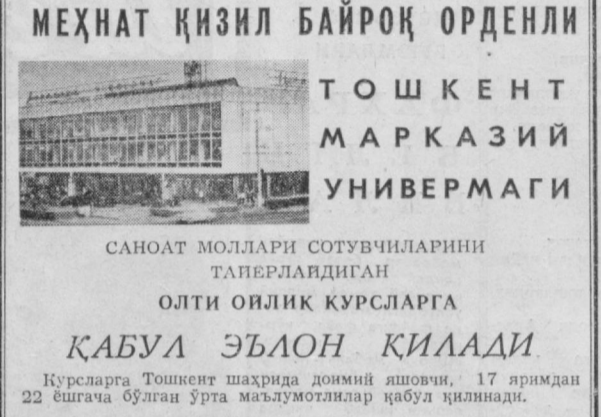 МЕҲНАТ ҚИЗИЛ БАЙРОҚ ОРДЕНЛИ
ТОШКЕНТ
МАРКАЗИЙ
УНИВЕРМАГИ
САНОАТ МОЛЛАРИ СОТУВЧИЛАРИНИ
ТАЙЁРЛАЙДИГАН
ОЛТИ ОЙЛИҚ КУРСЛАРГА
ҚАБУЛ ЭЪЛОН ҚИЛАДИ
Курсларга Тошкент шаҳрида доимий яшовчи, 17 яримдан
22 ёшгача бўлган ўрта маълумотлилар қабул қилинади.